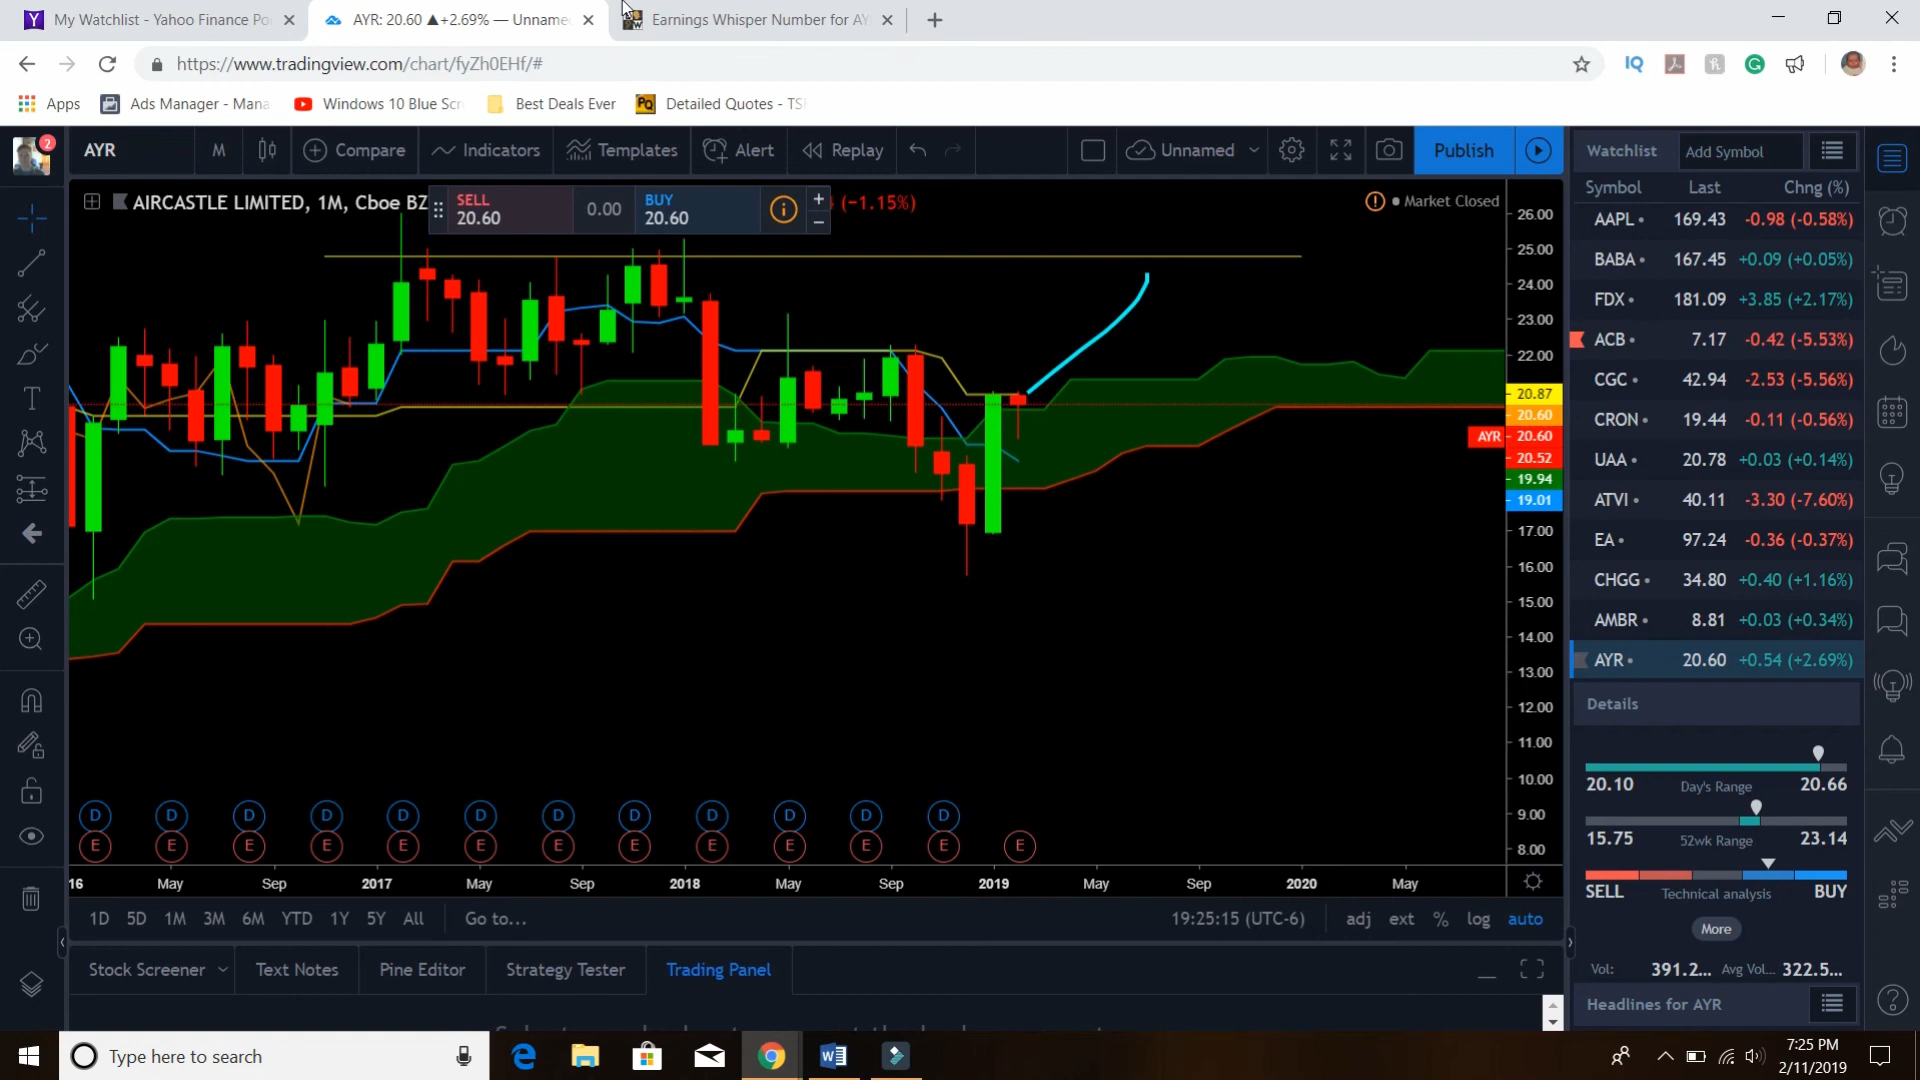 My Watchlist - Yahoo Finance Po
AYR: 20.60 ▲+2.69% — Unname
Earnings Whisper Number for AY
https://www.tradingview.com/chart/fyZh0EHf/#
Apps
Ads Manager - Mana
Windows 10 Blue Scr
Best Deals Ever
PQ
Detailed Quotes - TS
IQ
2
AYR
M
Compare
Indicators
Templates
Alert
Replay
Unnamed
Publish
Watchlist
Add Symbol
AIRCASTLE LIMITED, 1M, Cboe BZ
SELL
20.60
0.00
BUY
20.60
(−1.15%)
Market Closed
Symbol Last Chng (%)
AAPL 169.43 -0.98 (-0.58%)
BABA 167.45 +0.09 (+0.05%)
FDX 181.09 +3.85 (+2.17%)
ACB 7.17 -0.42 (-5.53%)
CGC 42.94 -2.53 (-5.56%)
CRON 19.44 -0.11 (-0.56%)
UAA 20.78 +0.03 (+0.14%)
ATVI 40.11 -3.30 (-7.60%)
EA 97.24 -0.36 (-0.37%)
CHGG 34.80 +0.40 (+1.16%)
AMBR 8.81 +0.03 (+0.34%)
AYR 20.60 +0.54 (+2.69%)
26.00
25.00
24.00
23.00
22.00
20.87
20.60
AYR 20.60
20.52
19.94
19.01
17.00
16.00
15.00
14.00
13.00
12.00
11.00
10.00
9.00
8.00
D D D D D D D D D D D D
E E E E E E E E E E E E E
16 May Sep 2017 May Sep 2018 May Sep 2019 May Sep 2020 May
Details
20.10 Day's Range 20.66
15.75 52wk Range 23.14
SELL Technical analysis BUY
More
Vol: 391.2... Avg Vol... 322.5...
Headlines for AYR
1D 5D 1M 3M 6M YTD 1Y 5Y All Go to...
19:25:15 (UTC-6) adj ext % log auto
Stock Screener Text Notes Pine Editor Strategy Tester Trading Panel
Type here to search
7:25 PM
2/11/2019